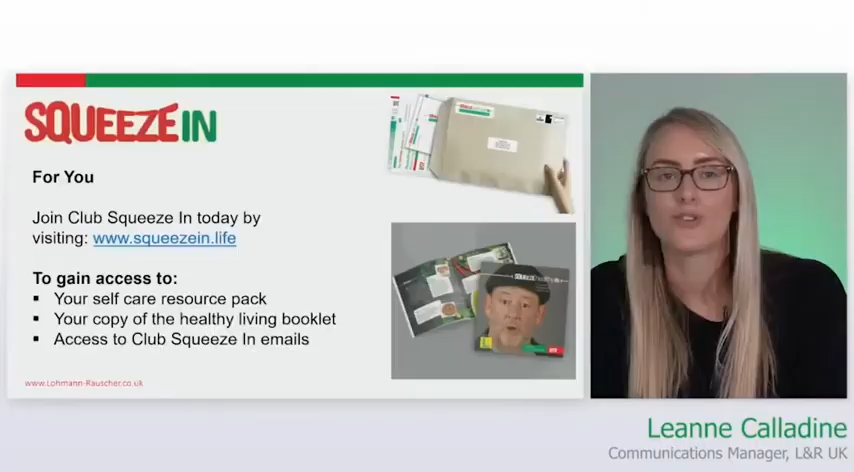 SQUEEZEIN
For You
Join Club Squeeze In today by
visiting: www.squeezein.life
To gain access to:
▪ Your self care resource pack
▪ Your copy of the healthy living booklet
▪ Access to Club Squeeze In emails
www.Lohmann-Rauscher.co.uk
Leanne Calladine
Communications Manager, L&R UK